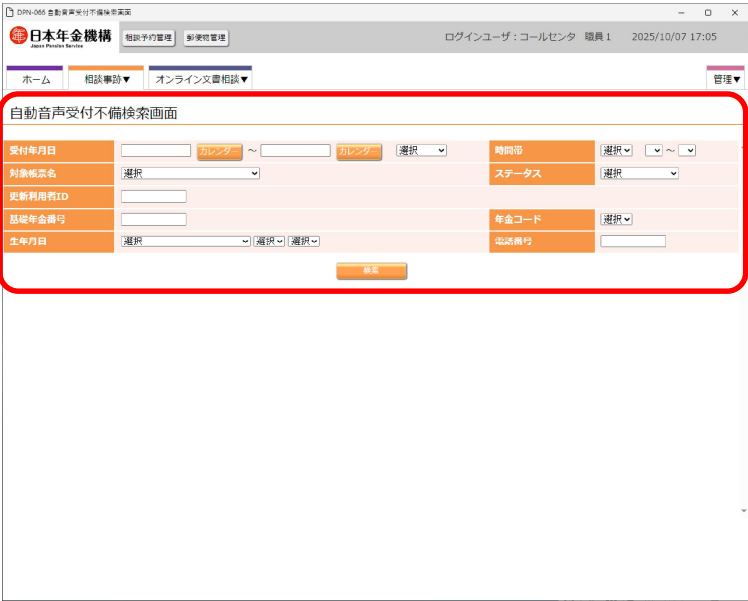 DPN-066 自動音声受付不備検索画面
日本年金機構 相談予約管理 郵便物管理 ログインユーザ:コールセンタ 職員1 2025/10/07 17:05
Japan Pension Service
ホーム 相談事跡▼ オンライン文書相談▼ 管理▼
自動音声受付不備検索画面
受付年月日 カレンダー ～ カレンダー 選択 時間帯 選択 ～
対象帳票名 選択 ステータス 選択
更新利用者ID
基礎年金番号 年金コード 選択
生年月日 選択 選択 選択 電話番号
検索